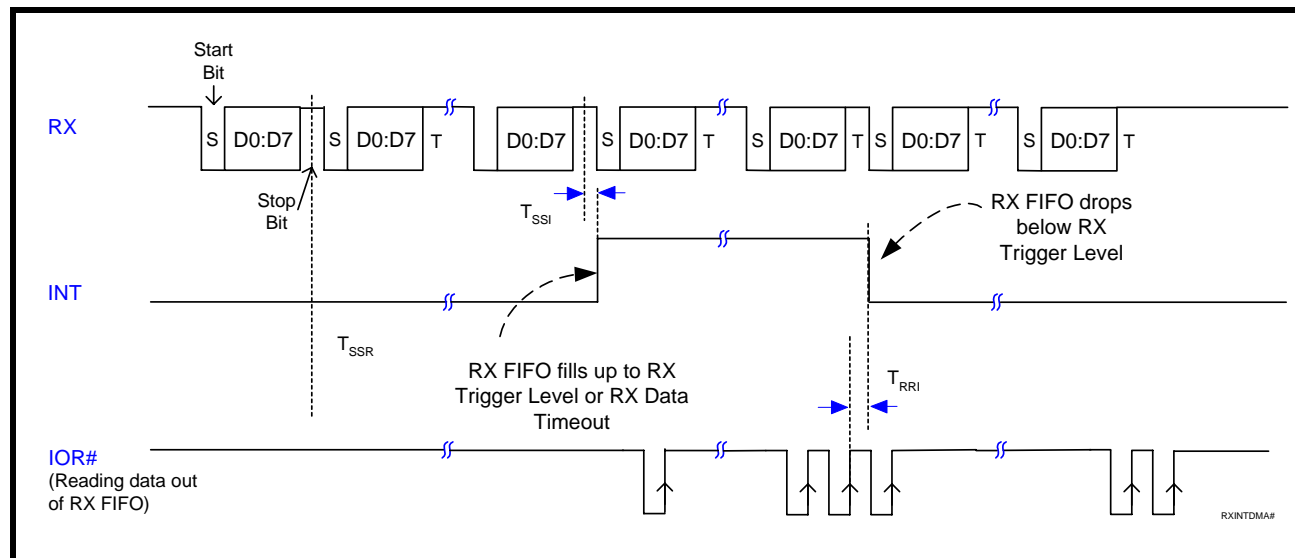 Start
Bit
RX
S D0:D7 S D0:D7 T D0:D7 S D0:D7 T D0:D7 T S D0:D7 T S D0:D7 T
Stop
Bit
TSSI
RX FIFO drops
below RX
Trigger Level
INT
TSSR
RX FIFO fills up to RX
Trigger Level or RX Data
Timeout
TRRI
IOR#
(Reading data out
of RX FIFO)
RXINTDMA#